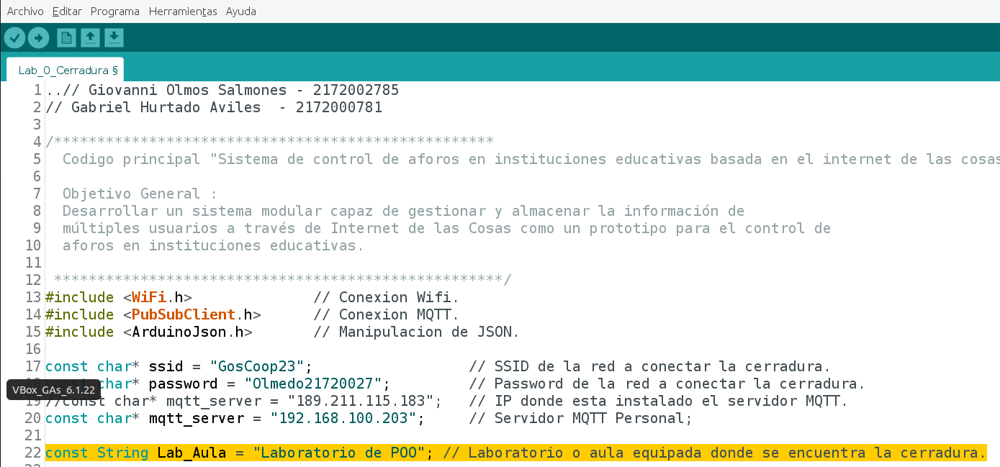 Archivo Editar Programa Herramientas Ayuda
Lab_0_Cerradura §
1 ..// Giovanni Olmos Salmones - 2172002785
2 // Gabriel Hurtado Aviles  - 2172000781
3
4 /***************************************************
5   Codigo principal "Sistema de control de aforos en instituciones educativas basada en el internet de las cosas
6
7   Objetivo General :
8   Desarrollar un sistema modular capaz de gestionar y almacenar la información de
9   múltiples usuarios a través de Internet de las Cosas como un prototipo para el control de
10   aforos en instituciones educativas.
11
12  ****************************************************/
13 #include <WiFi.h>              // Conexion Wifi.
14 #include <PubSubClient.h>      // Conexion MQTT.
15 #include <ArduinoJson.h>       // Manipulacion de JSON.
16
17 const char* ssid = "GosCoop23";                  // SSID de la red a conectar la cerradura.
char* password = "Olmedo21720027";         // Password de la red a conectar la cerradura.
VBox_GAs_6.1.22
//const char* mqtt_server = "189.211.115.183";   // IP donde esta instalado el servidor MQTT.
20 const char* mqtt_server = "192.168.100.203";     // Servidor MQTT Personal;
21
22 const String Lab_Aula = "Laboratorio de POO"; // Laboratorio o aula equipada donde se encuentra la cerradura.